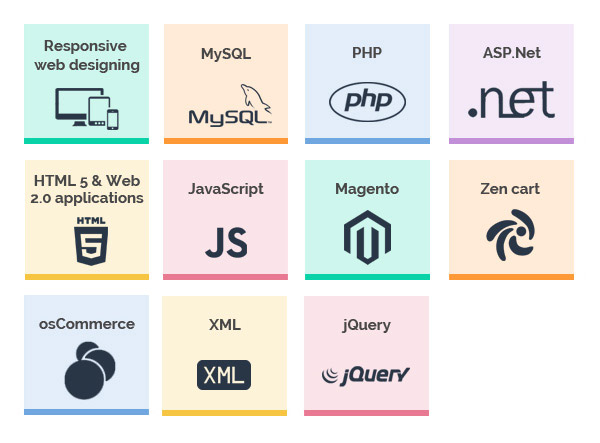 Responsive
web designing
MySQL
MySQL™
PHP
php
ASP.Net
.net
HTML 5 & Web
2.0 applications
HTML
5
JavaScript
JS
Magento
Zen cart
osCommerce
XML
XML
jQuery
jQuery